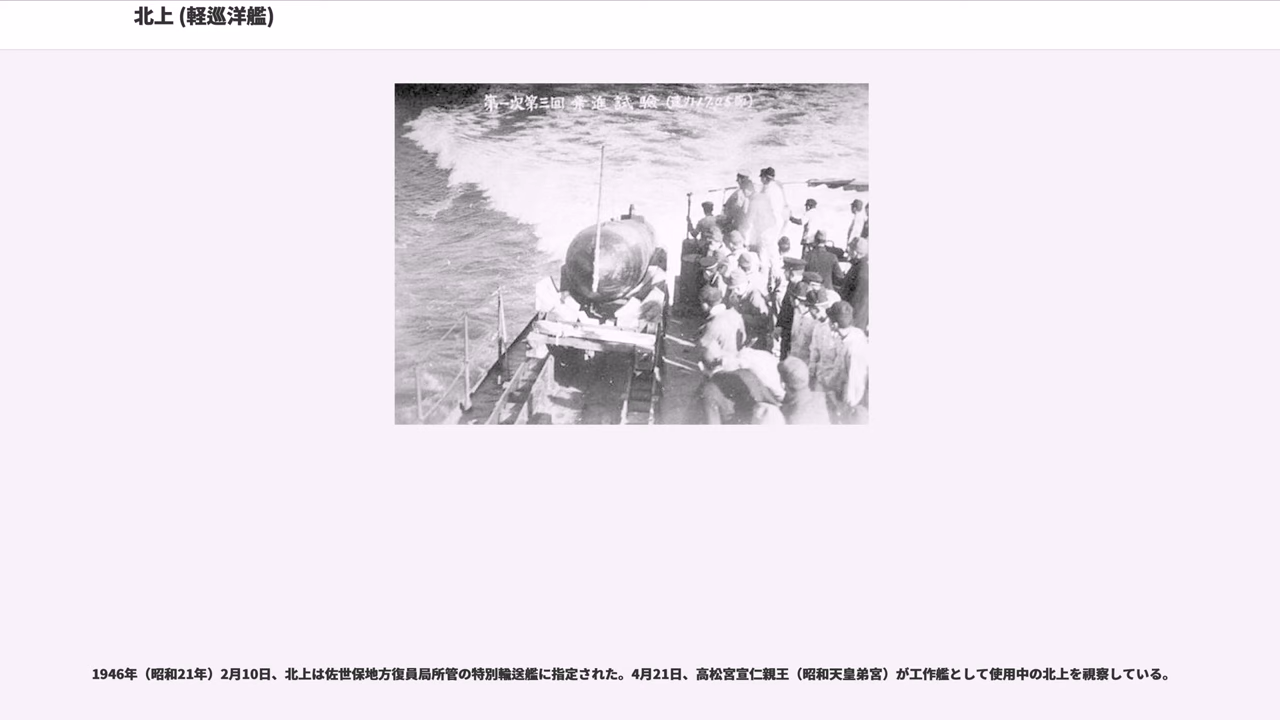 北上 (軽巡洋艦)
第一次第三回 発進 試 験
1946年（昭和21年）2月10日、北上は佐世保地方復員局所管の特別輸送艦に指定された。4月21日、高松宮宣仁親王（昭和天皇弟宮）が工作艦として使用中の北上を視察している。